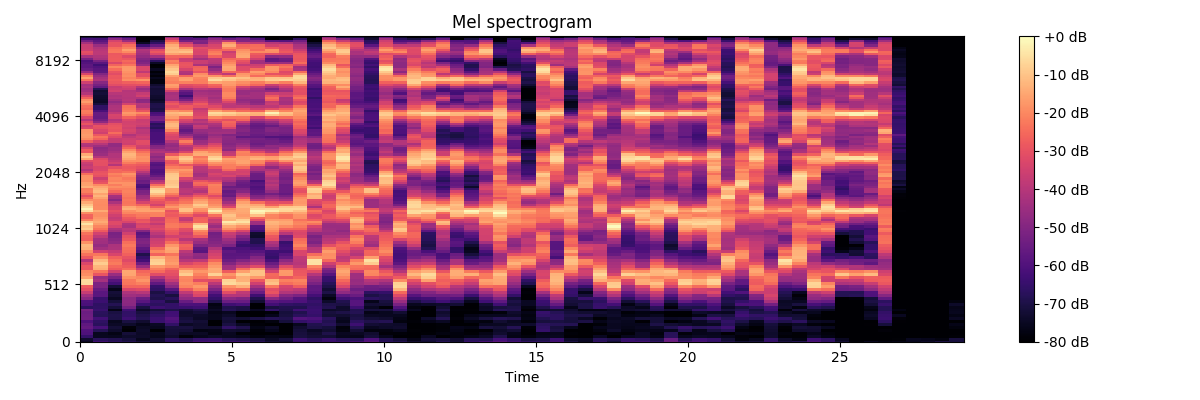 Mel spectrogram
8192
4096
2048
1024
512
0
Hz
0 5 10 15 20 25
Time
+0 dB
-10 dB
-20 dB
-30 dB
-40 dB
-50 dB
-60 dB
-70 dB
-80 dB